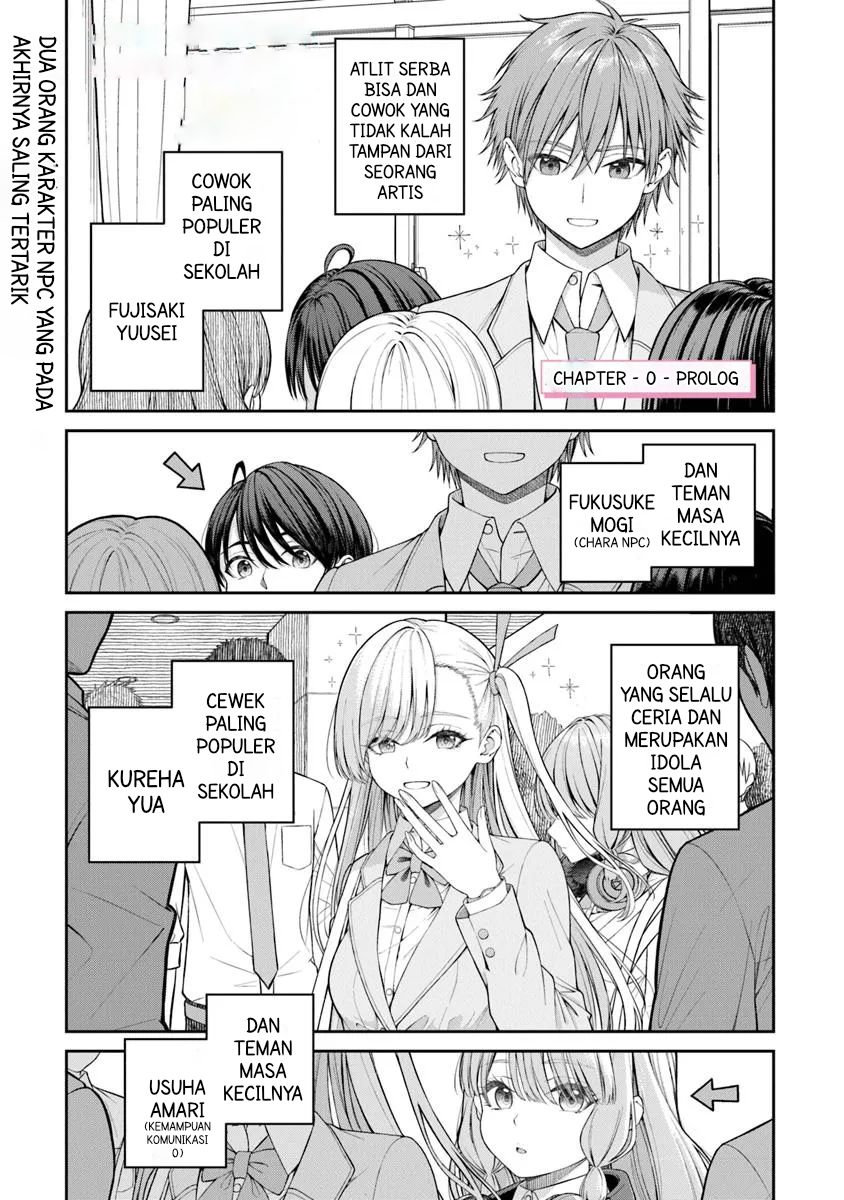 DUA ORANG KARAKTER NPC YANG PADA
AKHIRNYA SALING TERTARIK
ATLIT SERBA
BISA DAN
COWOK YANG
TIDAK KALAH
TAMPAN DARI
SEORANG
ARTIS
COWOK
PALING
POPULER
DI
SEKOLAH
FUJISAKI
YUUSEI
CHAPTER - 0 - PROLOG
DAN
TEMAN
MASA
KECILNYA
FUKUSUKE
MOGI
(CHARA NPC)
ORANG
YANG SELALU
CERIA DAN
MERUPAKAN
IDOLA
SEMUA
ORANG
CEWEK
PALING
POPULER
DI
SEKOLAH
KUREHA
YUA
DAN
TEMAN
MASA
KECILNYA
USUHA
AMARI
(KEMAMPUAN
KOMUNIKASI
0)